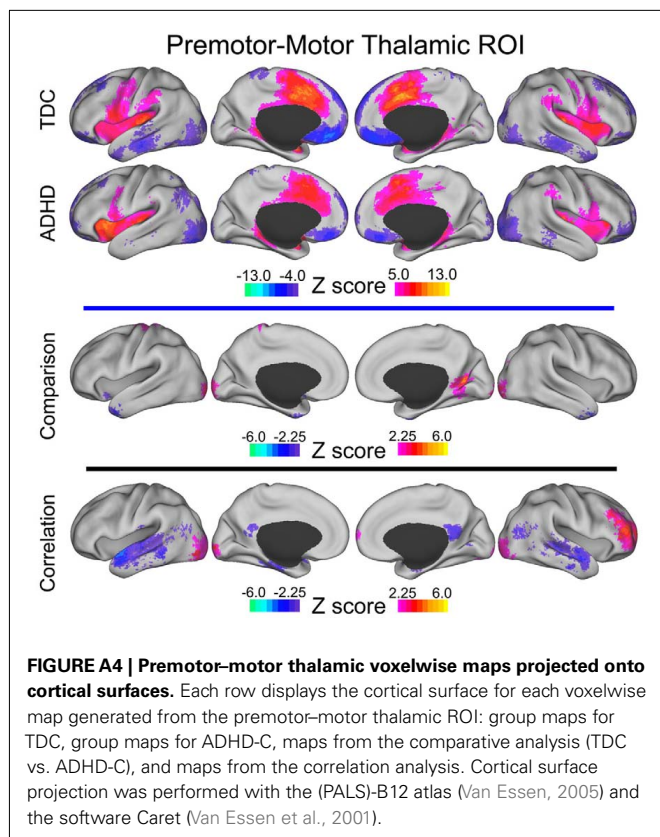 Premotor-Motor Thalamic ROI
TDC
ADHD
-13.0 -4.0 Z score 5.0 13.0
Comparison
-6.0 -2.25 Z score 2.25 6.0
Correlation
-6.0 -2.25 Z score 2.25 6.0
FIGURE A4 | Premotor–motor thalamic voxelwise maps projected onto
cortical surfaces. Each row displays the cortical surface for each voxelwise
map generated from the premotor–motor thalamic ROI: group maps for
TDC, group maps for ADHD-C, maps from the comparative analysis (TDC
vs. ADHD-C), and maps from the correlation analysis. Cortical surface
projection was performed with the (PALS)-B12 atlas (Van Essen, 2005) and
the software Caret (Van Essen et al., 2001).